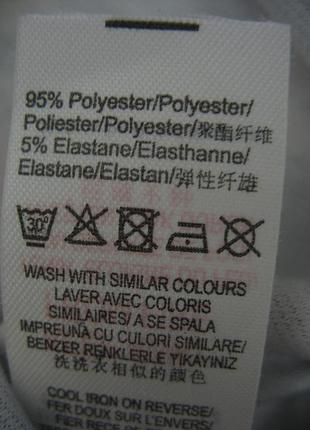 95% Polyester/Polyester/
Poliester/Polyester/聚酯纤维
5% Elastane/Elasthanne/
Elastane/Elastan/弹性纤雄
30°
WASH WITH SIMILAR COLOURS
LAVER AVEC COLORIS
SIMILAIRES/ A SE SPALA
IMPREUNA CU CULORI SIMILARE/
BENZER RENKLERLE YIKAYINIZ
洗洗衣相似的颜色
COOL IRON ON REVERSE/
FER DOUX SUR L'ENVERS/